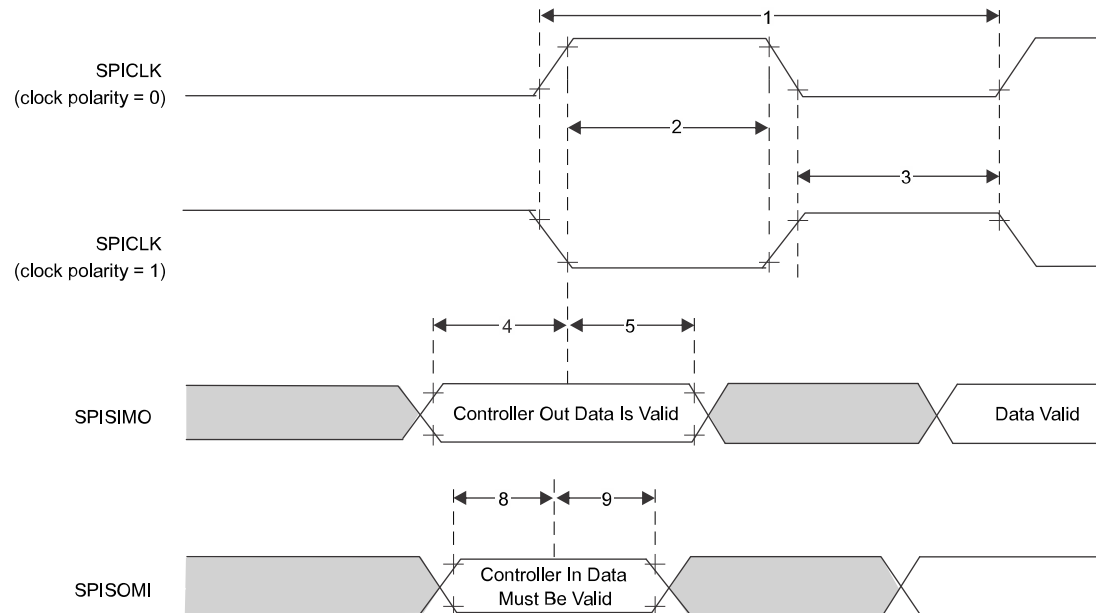 1
SPICLK
(clock polarity = 0)
2
3
SPICLK
(clock polarity = 1)
4
5
SPISIMO
Controller Out Data Is Valid
Data Valid
8
9
SPISOMI
Controller In Data
Must Be Valid